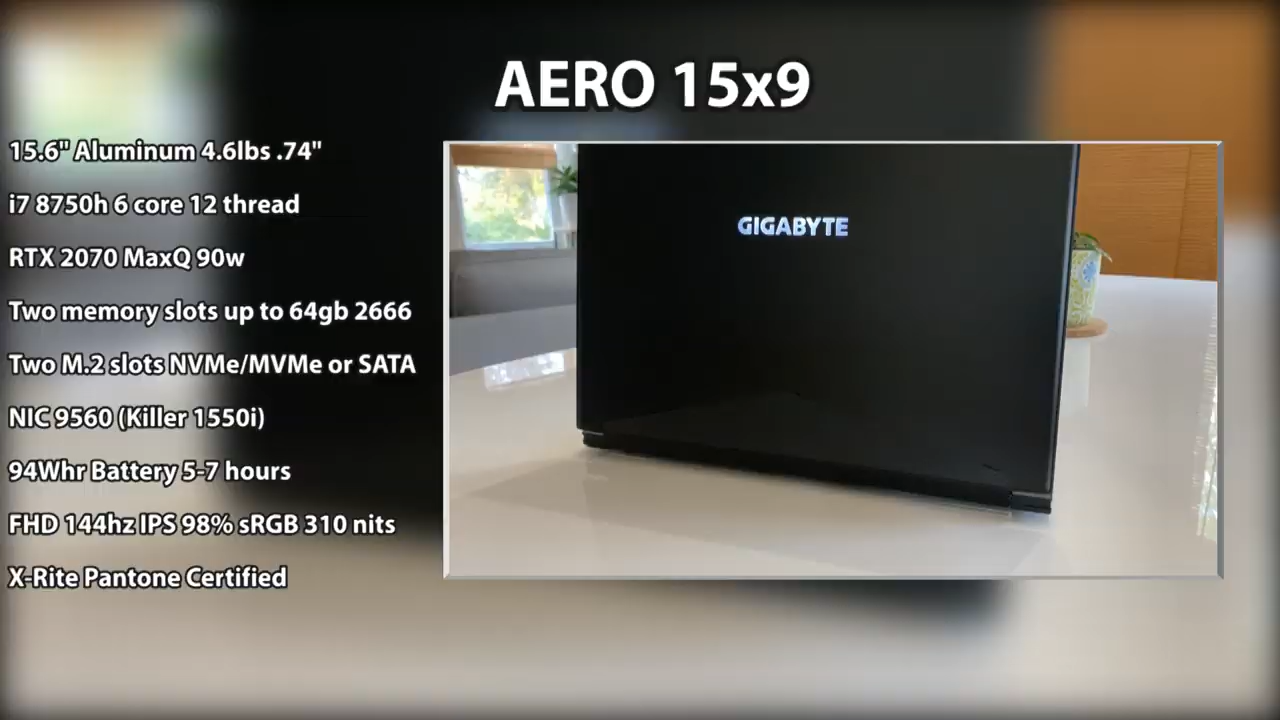 AERO 15x9
15.6" Aluminum 4.6lbs .74"
i7 8750h 6 core 12 thread
RTX 2070 MaxQ 90w
Two memory slots up to 64gb 2666
Two M.2 slots NVMe/MVMe or SATA
NIC 9560 (Killer 1550i)
94Whr Battery 5-7 hours
FHD 144hz IPS 98% sRGB 310 nits
X-Rite Pantone Certified
GIGABYTE